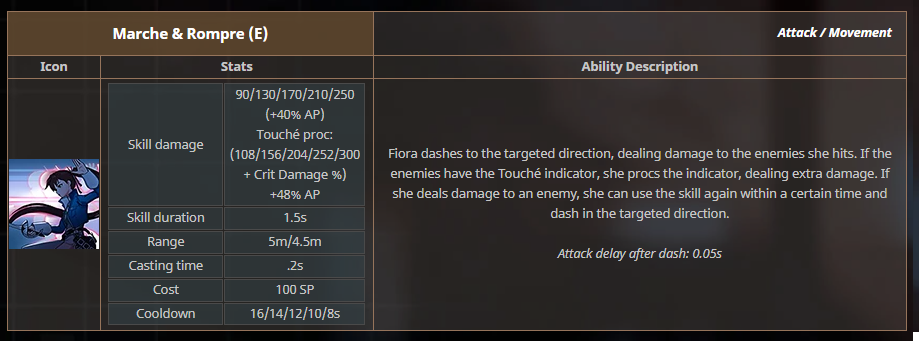 Marche & Rompre (E)
Attack / Movement
Icon
Stats
Ability Description
Skill damage
90/130/170/210/250
(+40% AP)
Touché proc:
(108/156/204/252/300
+ Crit Damage %)
+48% AP
Skill duration
1.5s
Range
5m/4.5m
Casting time
.2s
Cost
100 SP
Cooldown
16/14/12/10/8s
Fiora dashes to the targeted direction, dealing damage to the enemies she hits. If the
enemies have the Touché indicator, she procs the indicator, dealing extra damage. If
she deals damage to an enemy, she can use the skill again within a certain time and
dash in the targeted direction.
Attack delay after dash: 0.05s